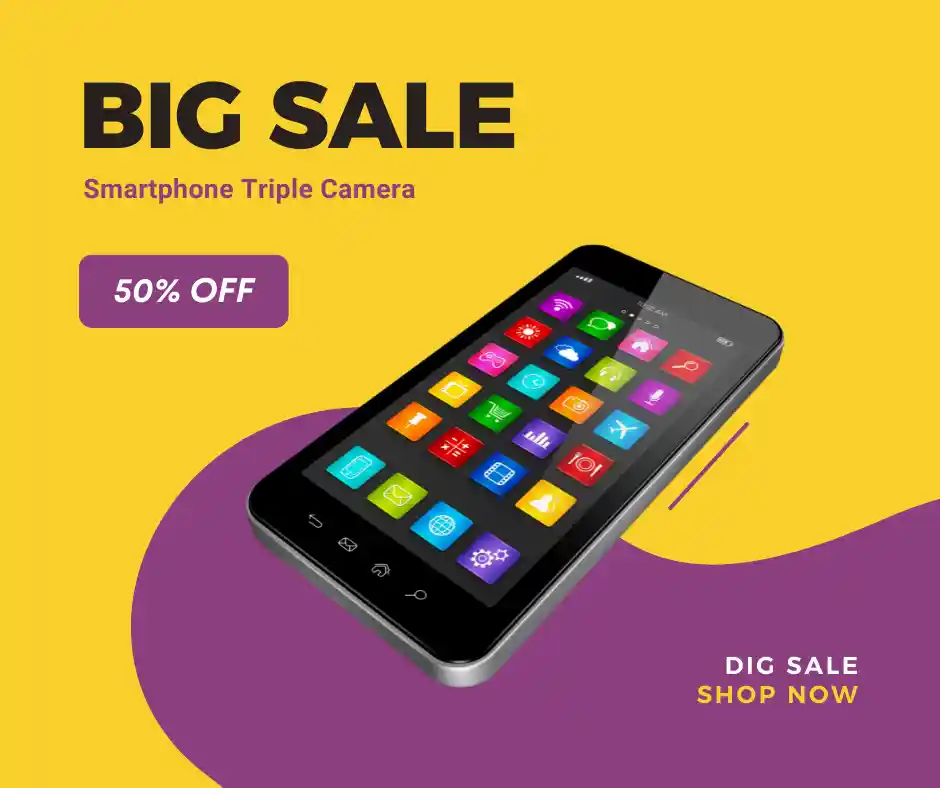 BIG SALE
Smartphone Triple Camera
50% OFF
DIG SALE
SHOP NOW